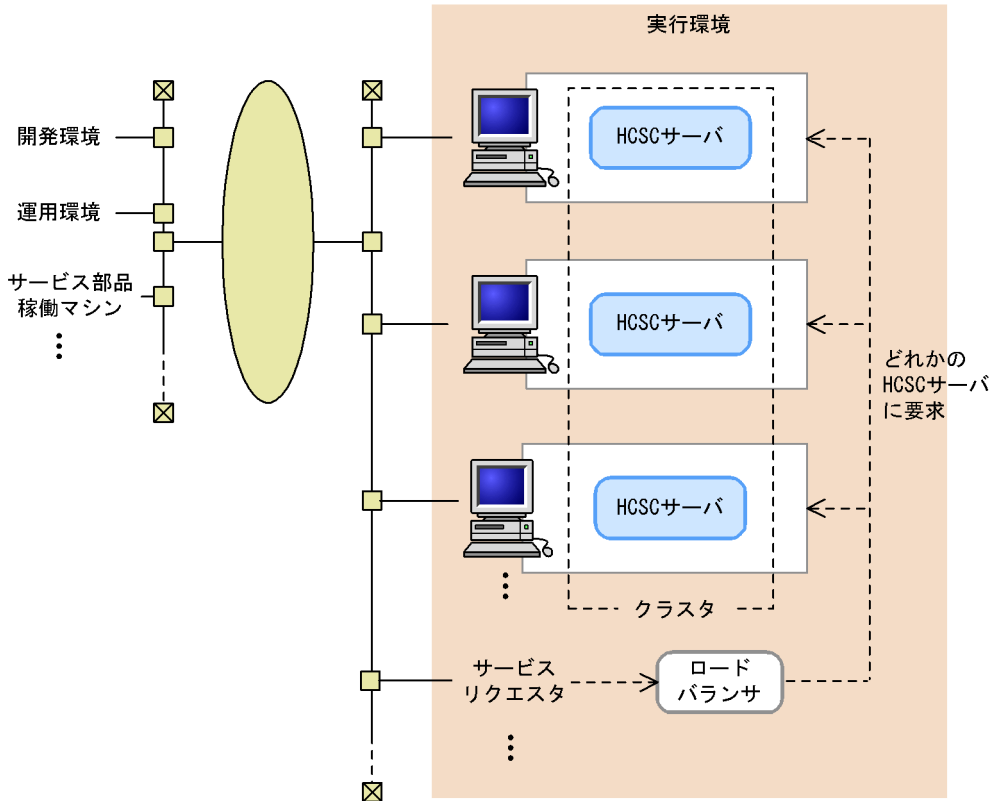 実行環境
開発環境
運用環境
サービス部品
稼働マシン
HCSCサーバ
HCSCサーバ
HCSCサーバ
どれかの
HCSCサーバ
に要求
クラスタ
サービス
リクエスタ
ロード
バランサ